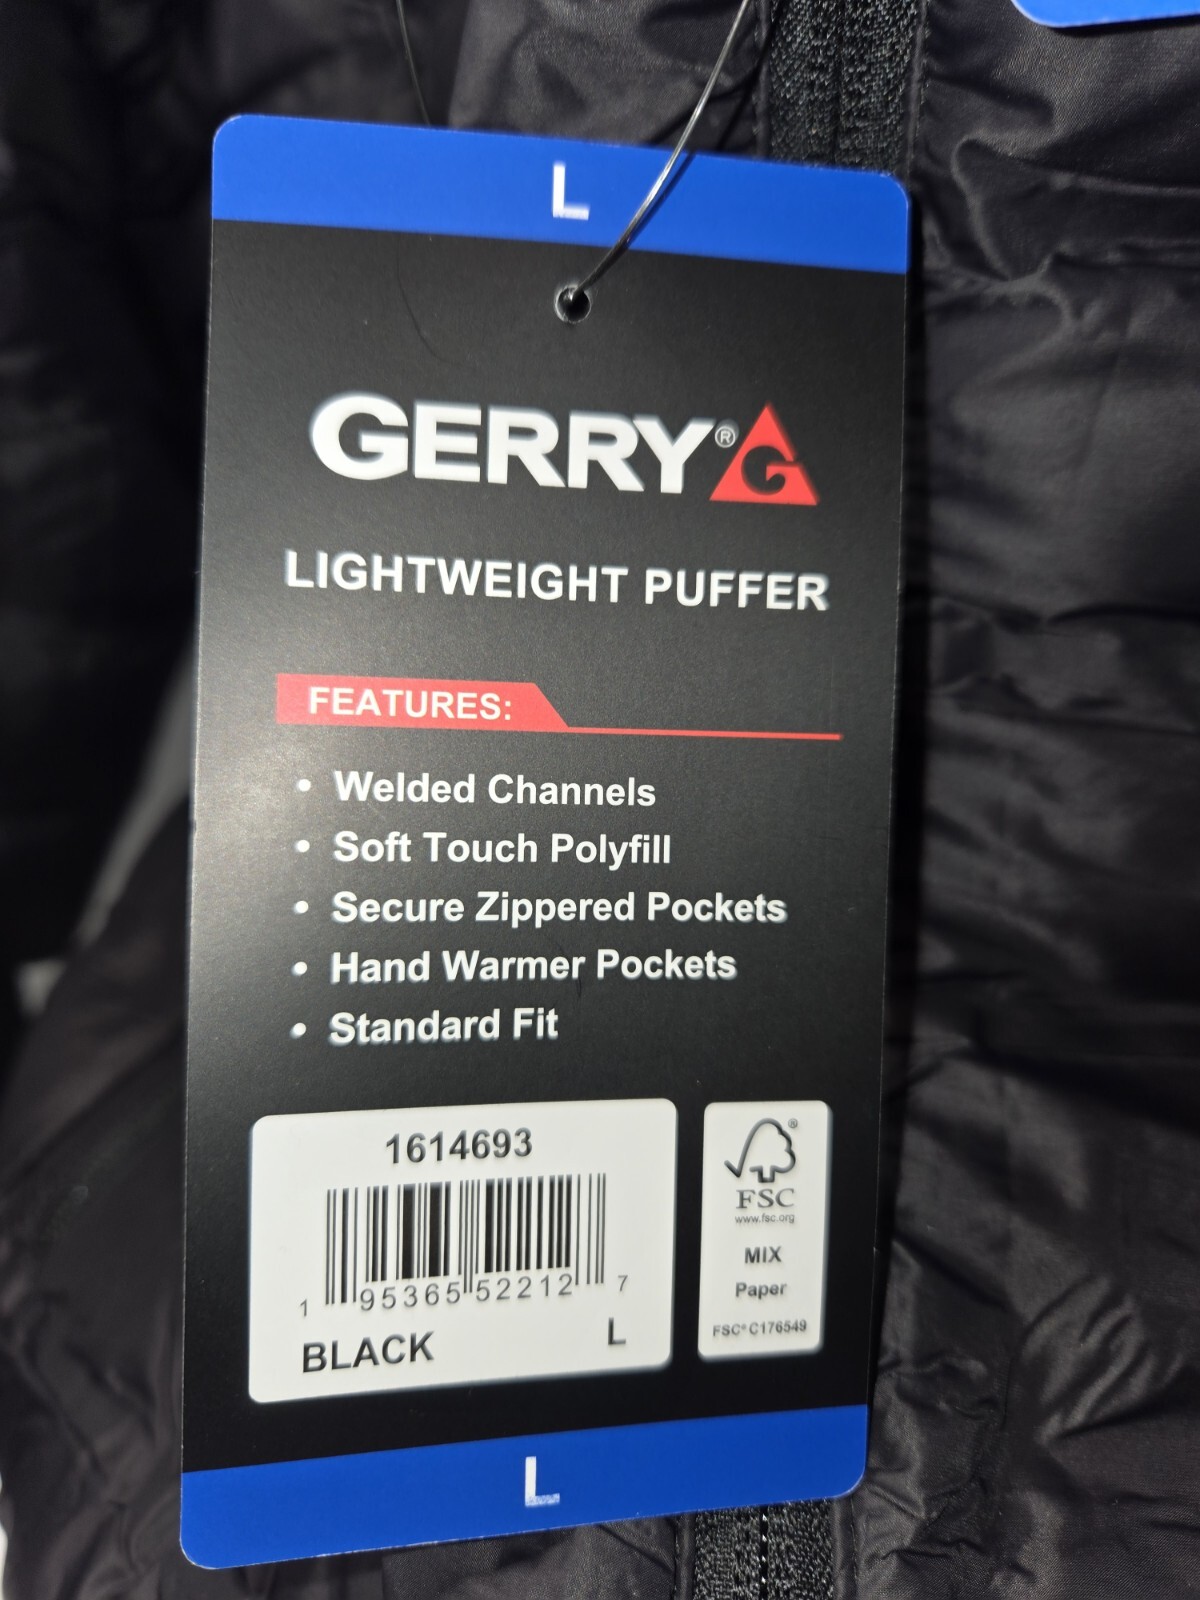 L
GERRY® G
LIGHTWEIGHT PUFFER
FEATURES:
• Welded Channels
• Soft Touch Polyfill
• Secure Zippered Pockets
• Hand Warmer Pockets
• Standard Fit
1614693
1 95365 52212 7
BLACK L
®
FSC
www.fsc.org
MIX
Paper
FSC® C176549
L